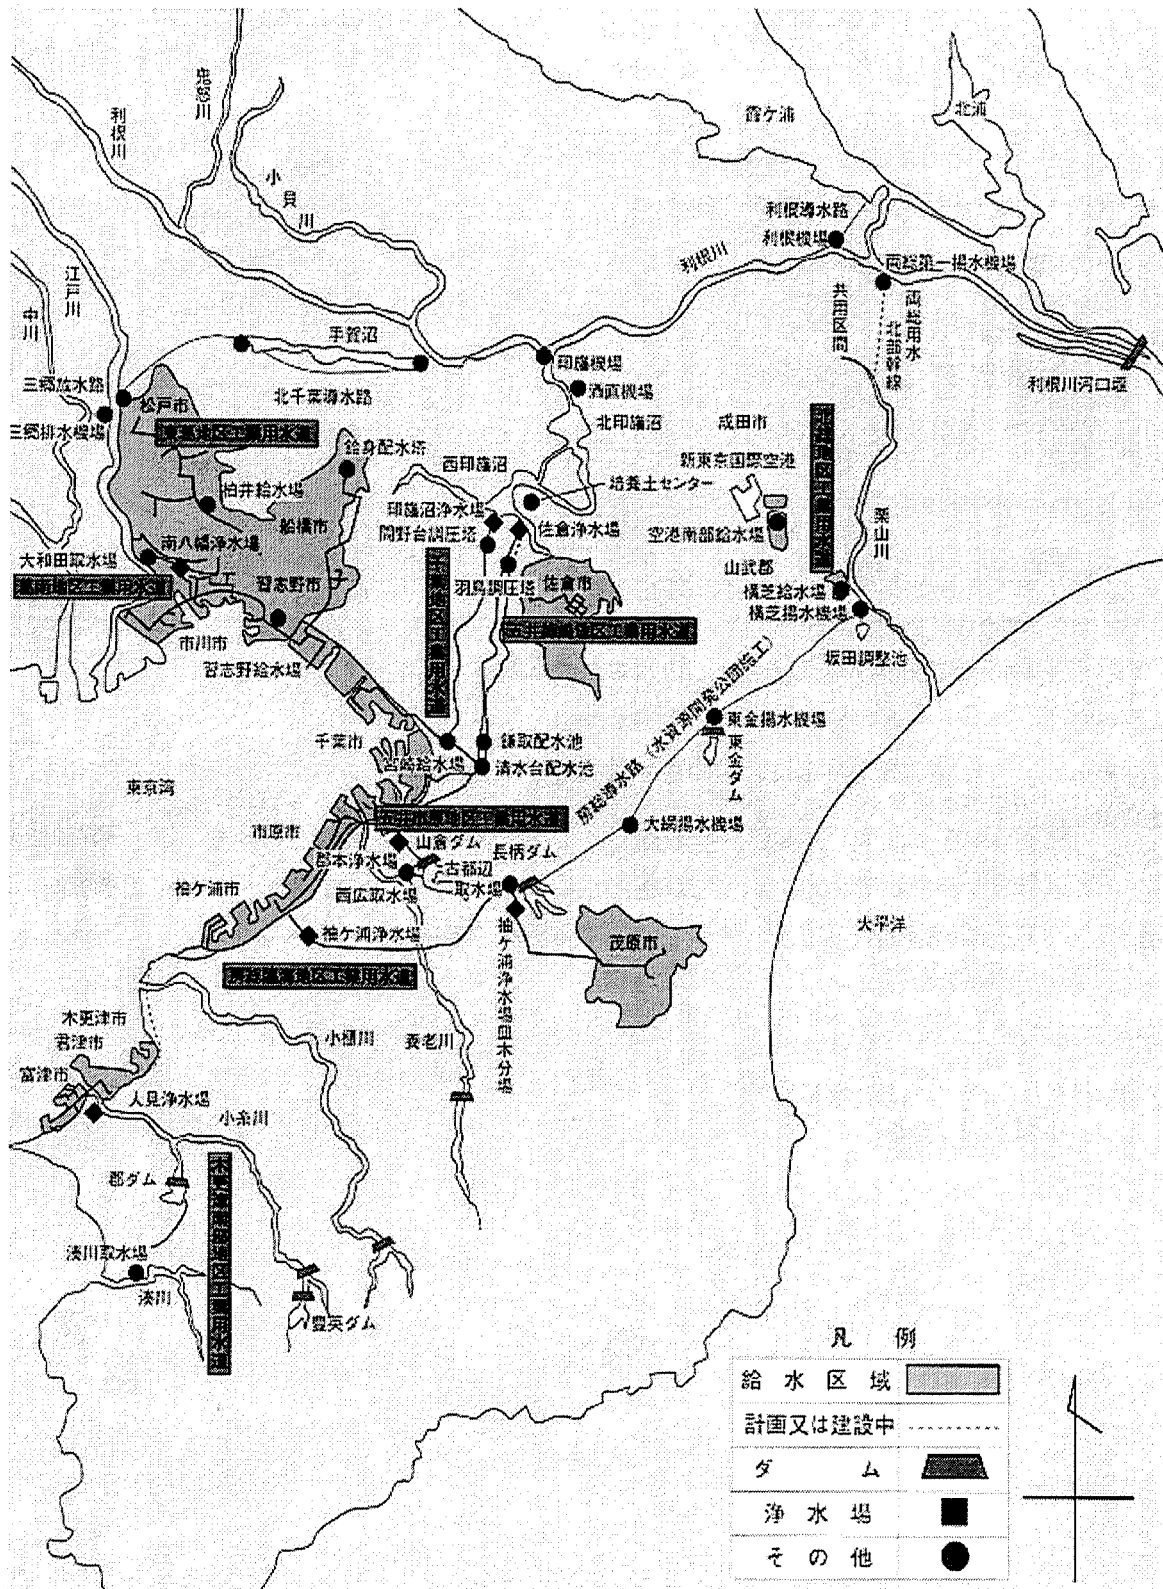 鬼怒川
利根川
小貝川
霞ケ浦
北浦
利根導水路
利根機場
利根川
両総第一揚水機場
江戸川
中川
共用区間
両総用水
北部幹線
手賀沼
印旛機場
酒直機場
利根川河口堰
三郷放水路
松戸市
北千葉導水路
三郷排水機場
北印旛沼
成田市
鈴身配水塔
西印旛沼
新東京国際空港
培養土センター
柏井給水場
印旛沼浄水場
船橋市
佐倉浄水場
空港南部給水場
栗山川
南八幡浄水場
大和田取水場
山武郡
習志野市
羽鳥調圧塔
佐倉市
横芝給水場
横芝揚水機場
市川市
習志野給水場
坂田調整池
房総導水路（水資源開発公団施工）
東金揚水機場
東金ダム
千葉市
宮崎給水場
鎌取配水池
清水台配水池
東京湾
市原市
大網揚水機場
山倉ダム
長柄ダム
郡本浄水場
古都辺
取水場
西広取水場
袖ケ浦市
袖ケ浦浄水場
袖ケ浦浄水場皿木分場
茂原市
太平洋
木更津市
君津市
富津市
小櫃川
養老川
人見浄水場
小糸川
郡ダム
湊川取水場
湊川
豊英ダム
凡例
給水区域
計画又は建設中
ダム
浄水場
その他